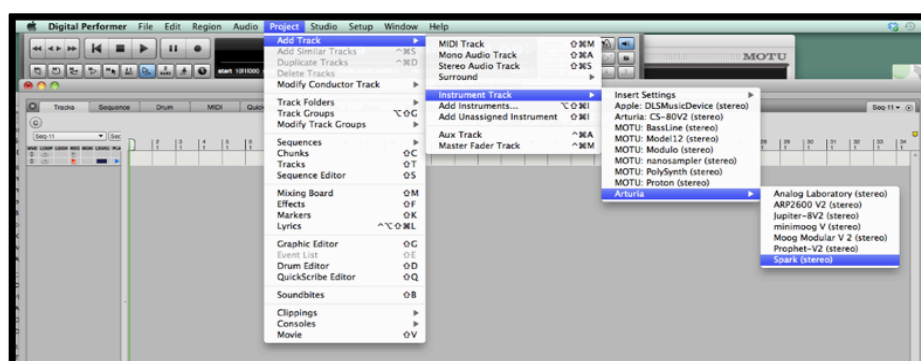 Digital Performer File Edit Region Audio Project Studio Setup Window Help
MOTU
start
Tracks Sequence Drum MIDI
Seq-11
Seq-11
Add Track
Add Similar Tracks ^⌘S
Duplicate Tracks ^⌘D
Delete Tracks
Modify Conductor Track
Track Folders
Track Groups ⌥⇧G
Modify Track Groups
Sequences
Chunks ⇧C
Tracks ⇧T
Sequence Editor ⇧S
Mixing Board ⇧M
Effects ⇧F
Markers ⇧K
Lyrics ^⌥⇧⌘L
Graphic Editor ⇧G
Event List ⇧E
Drum Editor ⇧D
QuickScribe Editor ⇧Q
Soundbites ⇧B
Clippings
Consoles
Movie ⇧V
MIDI Track ⇧⌘M
Mono Audio Track ⇧⌘A
Stereo Audio Track ⇧⌘S
Surround
Instrument Track
Add Instruments... ⌥⇧⌘I
Add Unassigned Instrument ⇧⌘I
Aux Track ^⌘A
Master Fader Track ^⌘M
Insert Settings
Apple: DLSMusicDevice (stereo)
Arturia: CS-80V2 (stereo)
MOTU: BassLine (stereo)
MOTU: Model12 (stereo)
MOTU: Modulo (stereo)
MOTU: nanosampler (stereo)
MOTU: PolySynth (stereo)
MOTU: Proton (stereo)
Arturia
Analog Laboratory (stereo)
ARP2600 V2 (stereo)
Jupiter-8V2 (stereo)
minimoog V (stereo)
Moog Modular V 2 (stereo)
Prophet-V2 (stereo)
Spark (stereo)